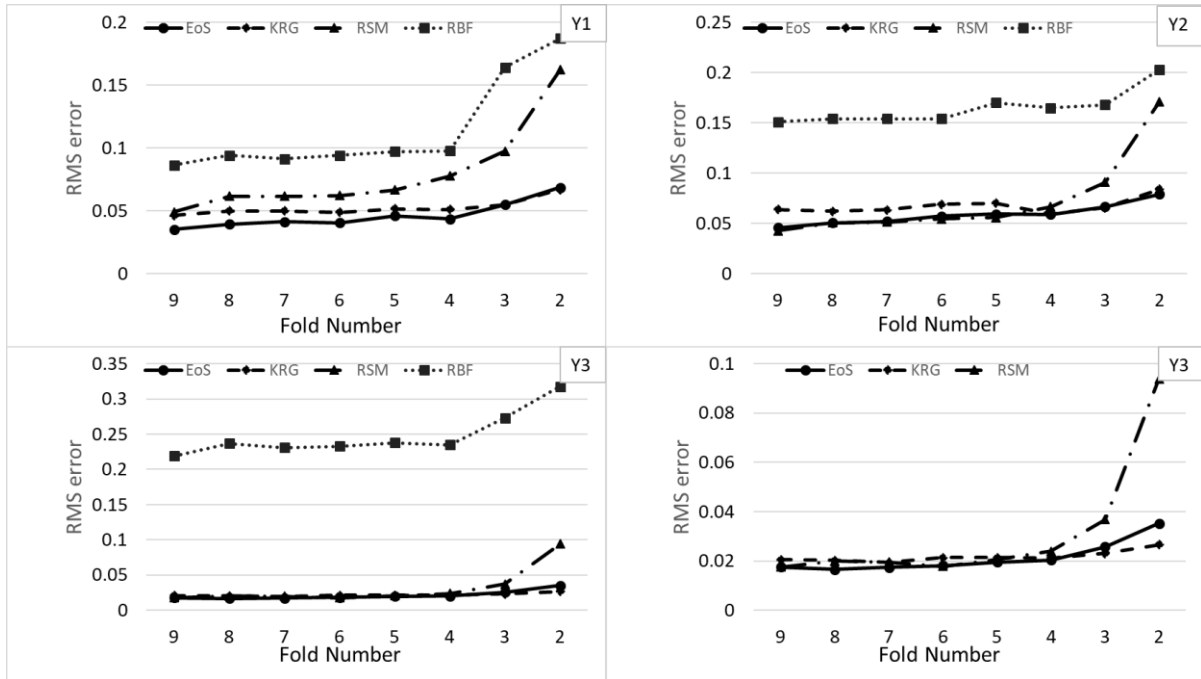 Y1
EoS KRG RSM RBF
0.2
0.15
0.1
0.05
0
RMS error
9 8 7 6 5 4 3 2
Fold Number
Y2
EoS KRG RSM RBF
0.25
0.2
0.15
0.1
0.05
0
RMS error
9 8 7 6 5 4 3 2
Fold Number
Y3
EoS KRG RSM RBF
0.35
0.3
0.25
0.2
0.15
0.1
0.05
0
RMS error
9 8 7 6 5 4 3 2
Fold Number
Y3
EoS KRG RSM
0.1
0.08
0.06
0.04
0.02
0
RMS error
9 8 7 6 5 4 3 2
Fold Number